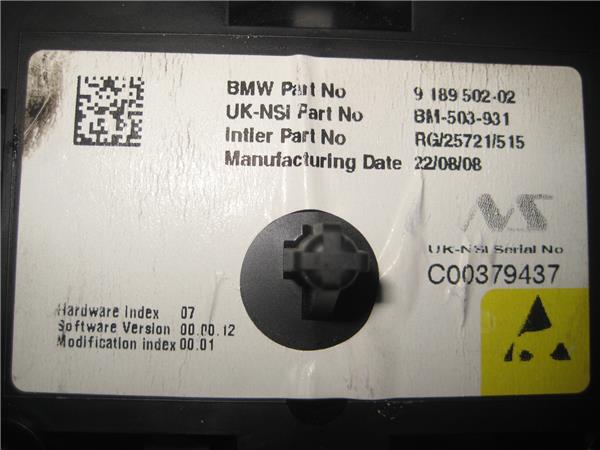 BMW Part No 9 189 502-02
UK-NSI Part No BM-503-931
Intier Part No RG/25721/515
Manufacturing Date 22/08/08
NS
UK-NSI Serial No
C00379437
Hardware Index 07
Software Version 00.00.12
Modification index 00.01